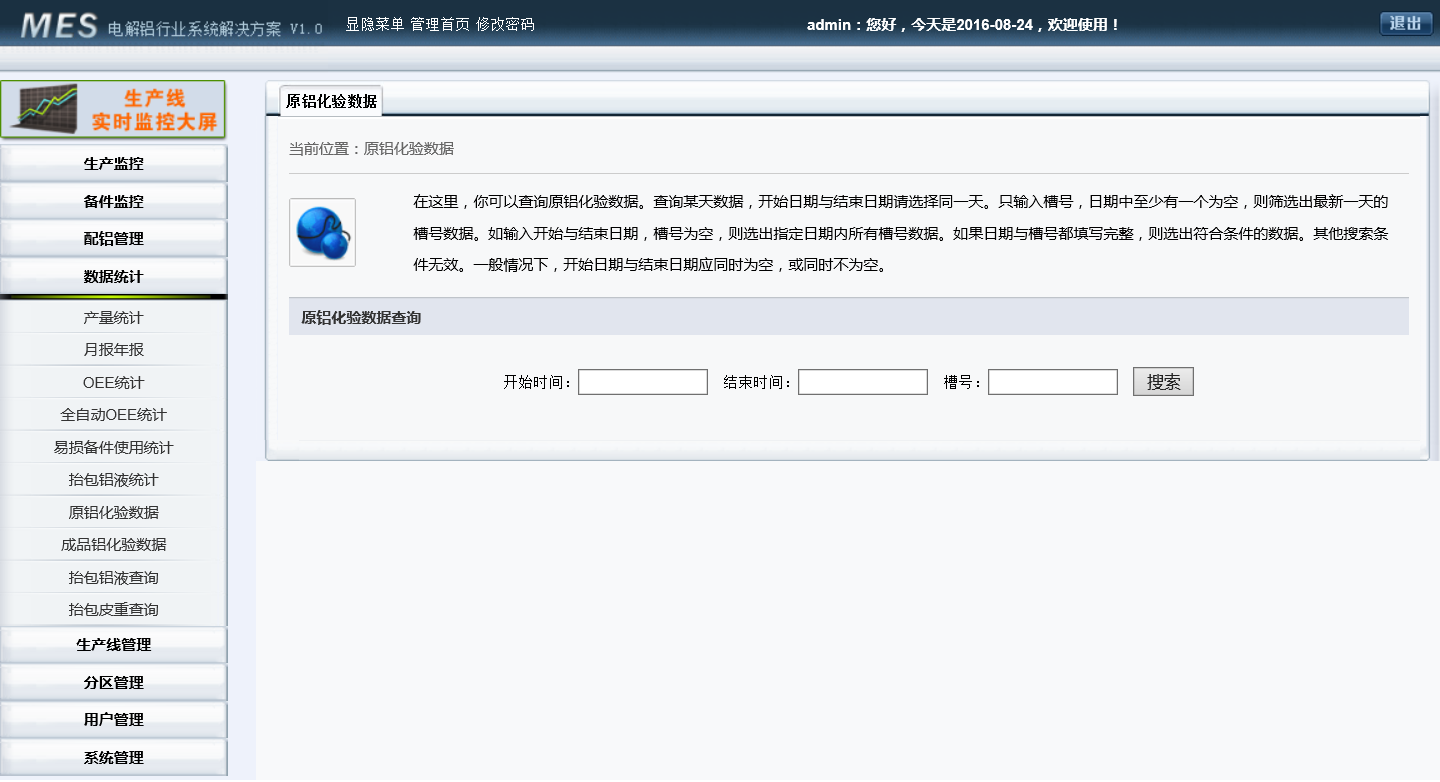 MES 电解铝行业系统解决方案 V1.0 显隐菜单 管理首页 修改密码 admin：您好，今天是2016-08-24，欢迎使用！ 退出
生产线
实时监控大屏
生产监控
备件监控
配铝管理
数据统计
产量统计
月报年报
OEE统计
全自动OEE统计
易损备件使用统计
抬包铝液统计
原铝化验数据
成品铝化验数据
抬包铝液查询
抬包皮重查询
生产线管理
分区管理
用户管理
系统管理
原铝化验数据
当前位置：原铝化验数据
在这里，你可以查询原铝化验数据。查询某天数据，开始日期与结束日期请选择同一天。只输入槽号，日期中至少有一个为空，则筛选出最新一天的
槽号数据。如输入开始与结束日期，槽号为空，则选出指定日期内所有槽号数据。如果日期与槽号都填写完整，则选出符合条件的数据。其他搜索条
件无效。一般情况下，开始日期与结束日期应同时为空，或同时不为空。
原铝化验数据查询
开始时间： 结束时间： 槽号： 搜索